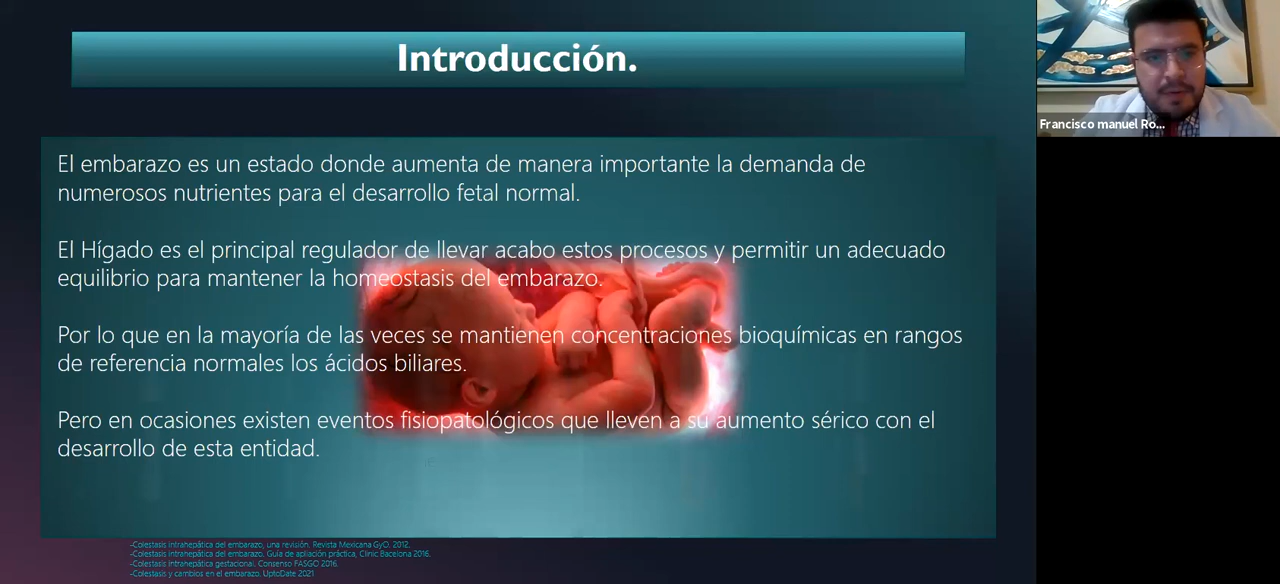 Introducción.
El embarazo es un estado donde aumenta de manera importante la demanda de
numerosos nutrientes para el desarrollo fetal normal.
El Hígado es el principal regulador de llevar acabo estos procesos y permitir un adecuado
equilibrio para mantener la homeostasis del embarazo.
Por lo que en la mayoría de las veces se mantienen concentraciones bioquímicas en rangos
de referencia normales los ácidos biliares.
Pero en ocasiones existen eventos fisiopatológicos que lleven a su aumento sérico con el
desarrollo de esta entidad.
-Colestasis intrahepática del embarazo, una revisión. Revista Mexicana GyO. 2012.
-Colestasis intrahepática del embarazo. Guía de apliación práctica, Clinic Bacelona 2016.
-Colestasis intrahepática gestacional. Consenso FASGO 2016.
-Colestasis y cambios en el embarazo. UptoDate 2021
Francisco manuel Ro...